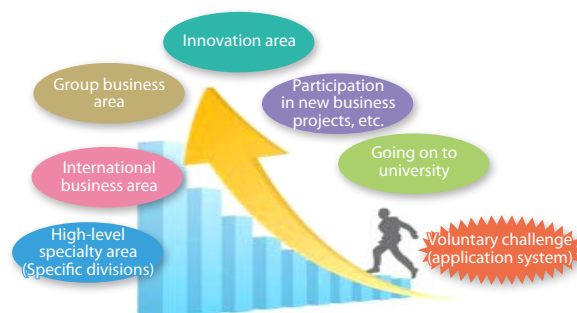 Innovation area
Group business
area
Participation
in new business
projects, etc.
International
business area
Going on to
university
High-level
specialty area
(Specific divisions)
Voluntary challenge
(application system)